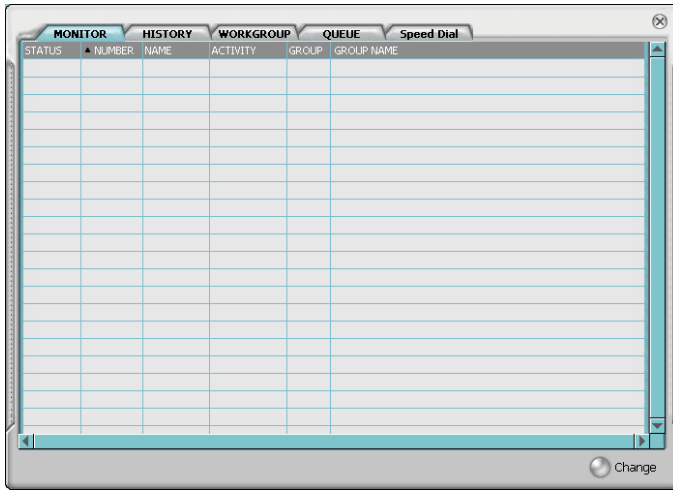 MONITOR HISTORY WORKGROUP QUEUE Speed Dial
STATUS NUMBER NAME ACTIVITY GROUP GROUP NAME
Change